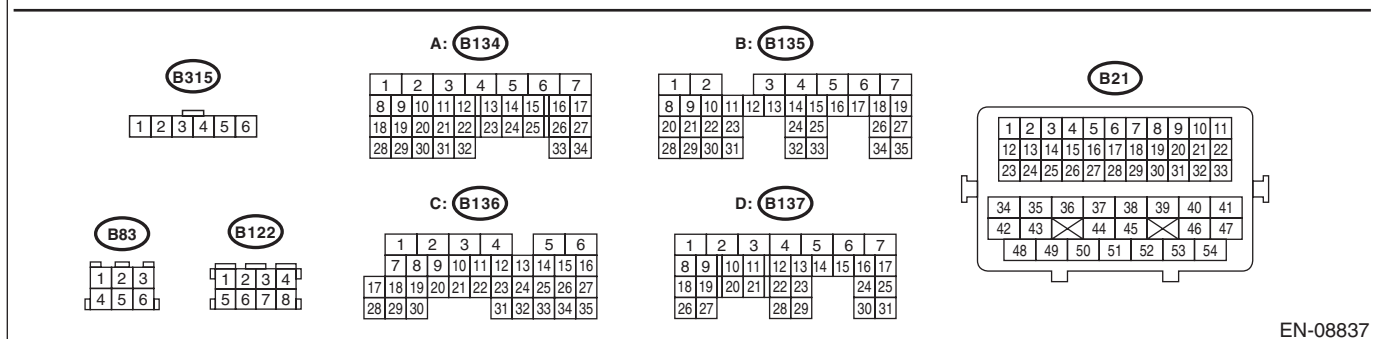 B315
1 2 3 4 5 6
B83
1 2 3
4 5 6
B122
1 2 3 4
5 6 7 8
A: B134
1 2 3 4 5 6 7
8 9 10 11 12 13 14 15 16 17
18 19 20 21 22 23 24 25 26 27
28 29 30 31 32 33 34
C: B136
1 2 3 4 5 6
7 8 9 10 11 12 13 14 15 16
17 18 19 20 21 22 23 24 25 26 27
28 29 30 31 32 33 34 35
B: B135
1 2 3 4 5 6 7
8 9 10 11 12 13 14 15 16 17 18 19
20 21 22 23 24 25 26 27
28 29 30 31 32 33 34 35
D: B137
1 2 3 4 5 6 7
8 9 10 11 12 13 14 15 16 17
18 19 20 21 22 23 24 25
26 27 28 29 30 31
B21
1 2 3 4 5 6 7 8 9 10 11
12 13 14 15 16 17 18 19 20 21 22
23 24 25 26 27 28 29 30 31 32 33
34 35 36 37 38 39 40 41
42 43 44 45 46 47
48 49 50 51 52 53 54
EN-08837